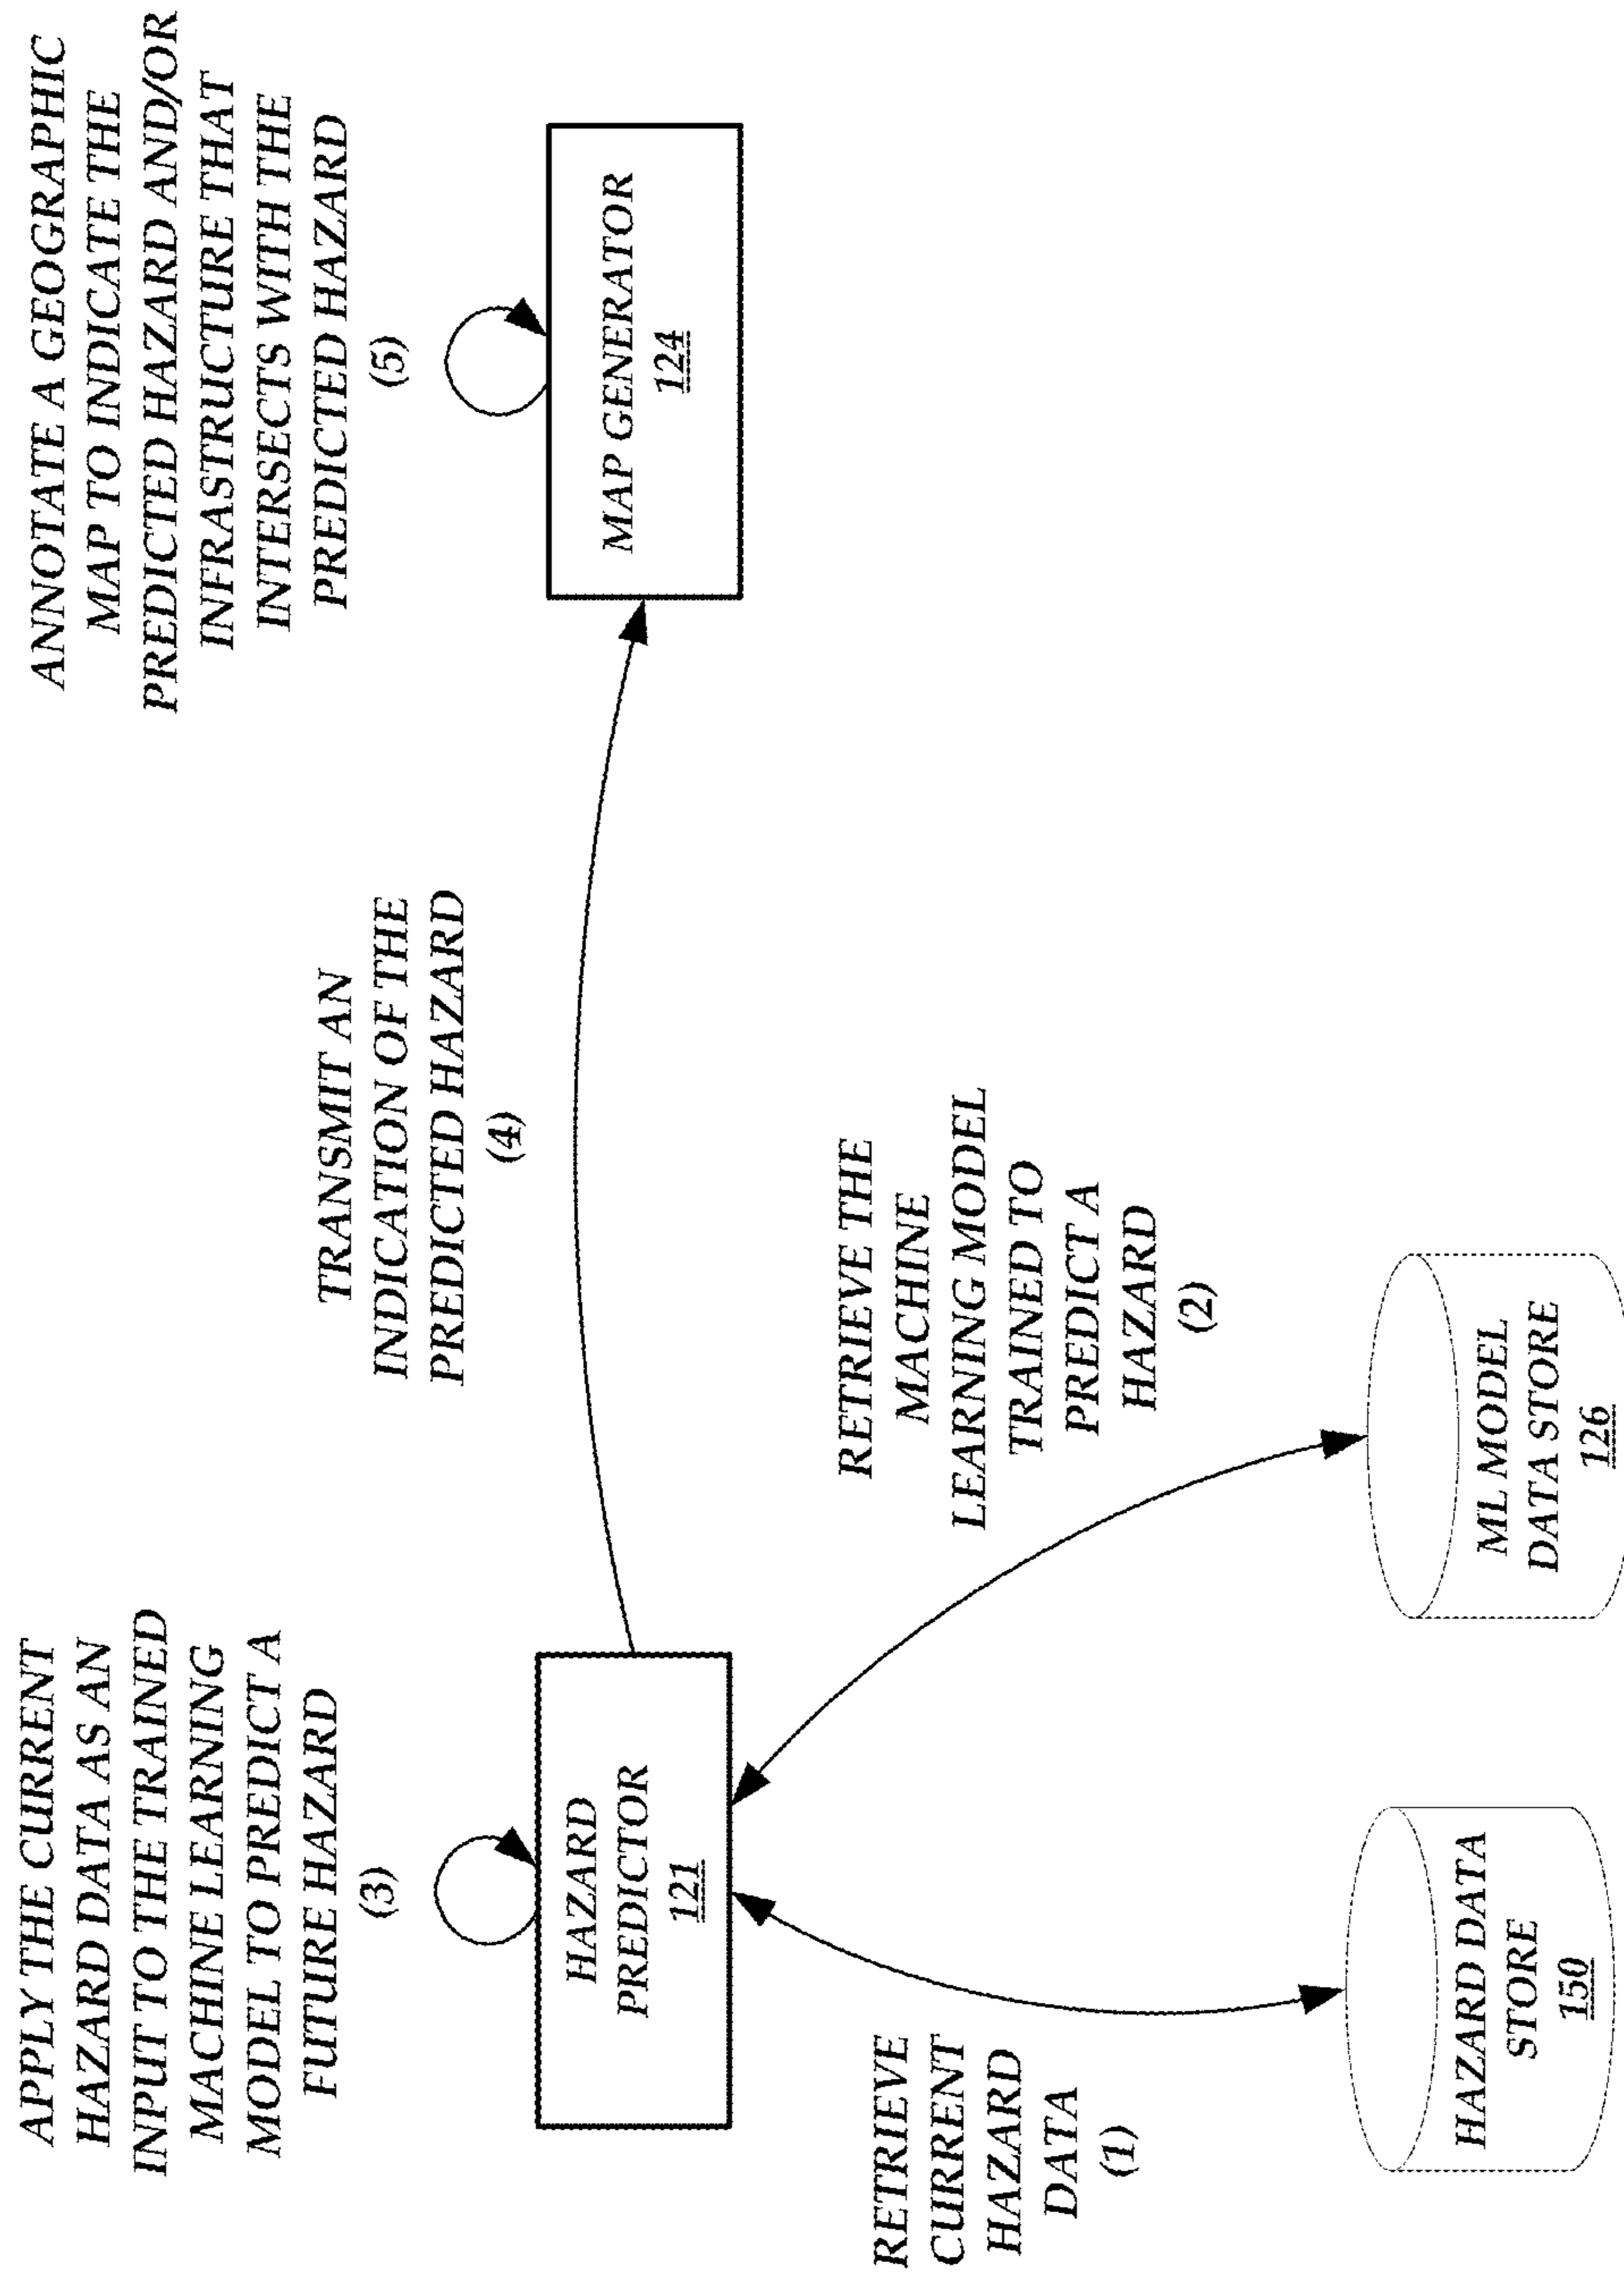 APPLY THE CURRENT
HAZARD DATA AS AN
INPUT TO THE TRAINED
MACHINE LEARNING
MODEL TO PREDICT A
FUTURE HAZARD
(3)
ANNOTATE A GEOGRAPHIC
MAP TO INDICATE THE
PREDICTED HAZARD AND/OR
INFRASTRUCTURE THAT
INTERSECTS WITH THE
PREDICTED HAZARD
(5)
TRANSMIT AN
INDICATION OF THE
PREDICTED HAZARD
(4)
HAZARD
PREDICTOR
121
MAP GENERATOR
124
RETRIEVE
CURRENT
HAZARD
DATA
(1)
RETRIEVE THE
MACHINE
LEARNING MODEL
TRAINED TO
PREDICT A
HAZARD
(2)
HAZARD DATA
STORE
150
ML MODEL
DATA STORE
126